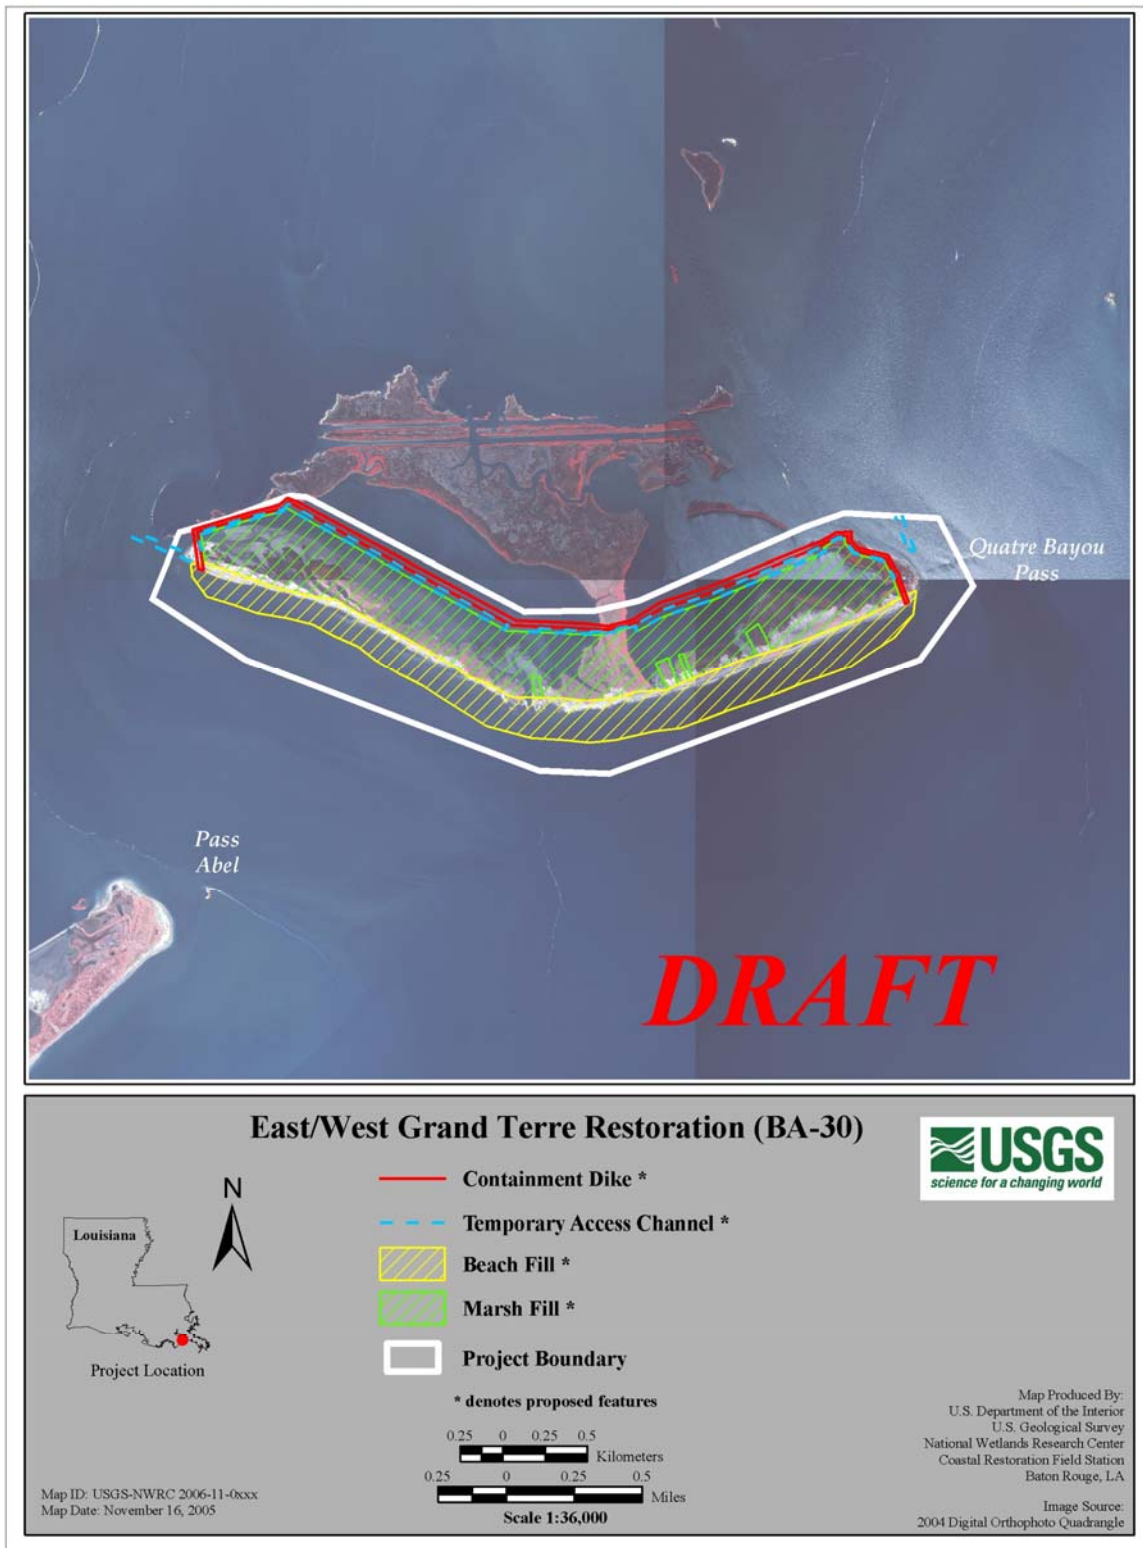 Quatre Bayou
Pass
Pass
Abel
DRAFT
East/West Grand Terre Restoration (BA-30)
USGS
science for a changing world
N
Louisiana
Project Location
Containment Dike *
Temporary Access Channel *
Beach Fill *
Marsh Fill *
Project Boundary
* denotes proposed features
0.25 0 0.25 0.5
Kilometers
0.25 0 0.25 0.5
Miles
Scale 1:36,000
Map ID: USGS-NWRC 2006-11-0xxx
Map Date: November 16, 2005
Map Produced By:
U.S. Department of the Interior
U.S. Geological Survey
National Wetlands Research Center
Coastal Restoration Field Station
Baton Rouge, LA
Image Source:
2004 Digital Orthophoto Quadrangle